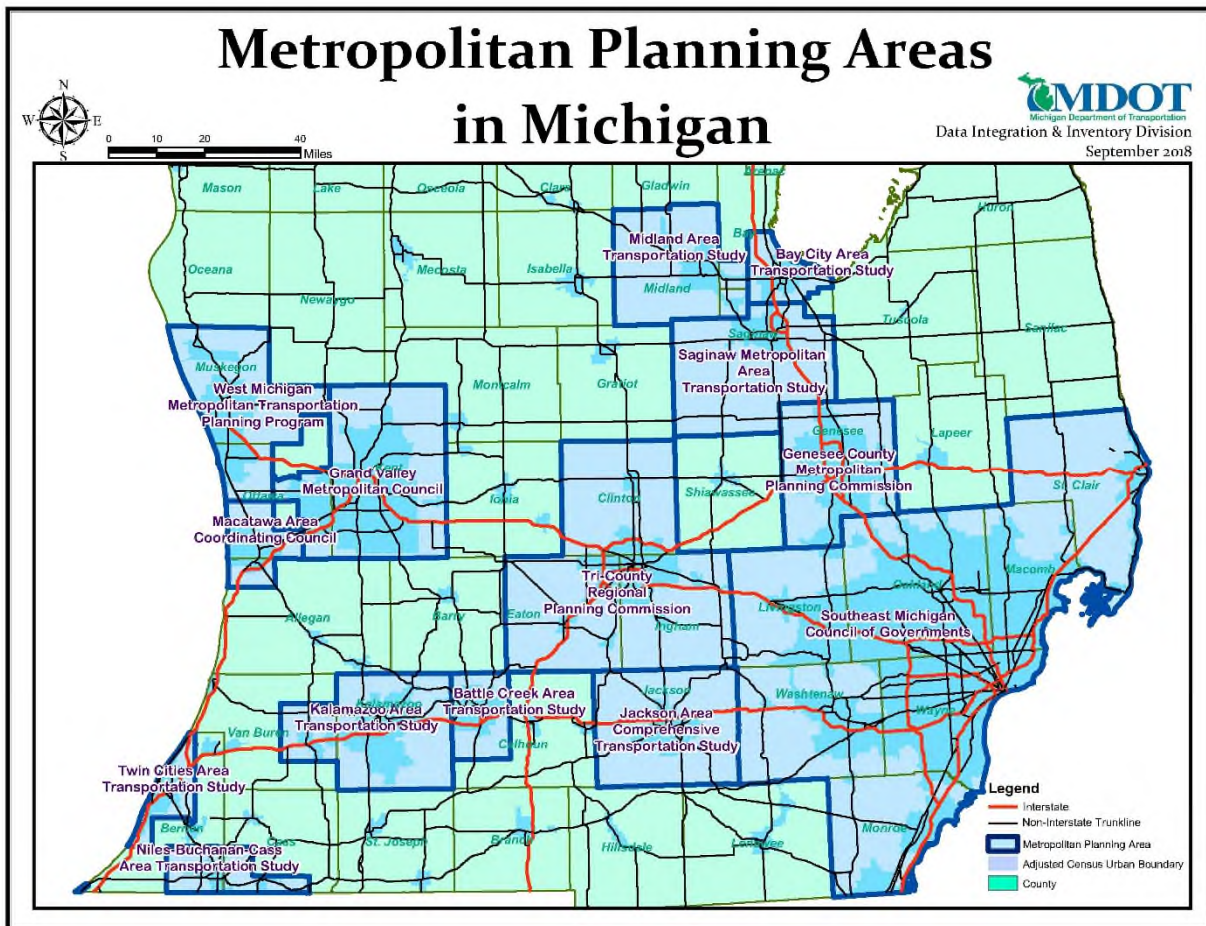 Metropolitan Planning Areas
in Michigan
N
W
E
S
0 10 20 40
Miles
MDOT
Michigan Department of Transportation
Data Integration & Inventory Division
September 2018
Mason
Lake
Osceola
Clare
Gladwin
Arenac
Huron
Midland Area
Transportation Study
Bay
Bay City Area
Transportation Study
Oceana
Newaygo
Mecosta
Isabella
Midland
Tuscola
Sanilac
Saginaw
Saginaw Metropolitan
Area
Transportation Study
Muskegon
West Michigan
Metropolitan Transportation
Planning Program
Montcalm
Gratiot
Genesee
Genesee County
Metropolitan
Planning Commission
Lapeer
St. Clair
Kent
Grand Valley
Metropolitan Council
Ottawa
Macatawa Area
Coordinating Council
Ionia
Clinton
Shiawassee
Tri-County
Regional
Planning Commission
Allegan
Barry
Eaton
Ingham
Livingston
Oakland
Macomb
Southeast Michigan
Council of Governments
Van Buren
Kalamazoo
Kalamazoo Area
Transportation Study
Battle Creek Area
Transportation Study
Calhoun
Jackson
Jackson Area
Comprehensive
Transportation Study
Washtenaw
Wayne
Twin Cities Area
Transportation Study
Berrien
Niles-Buchanan-Cass
Area Transportation Study
Cass
St. Joseph
Branch
Hillsdale
Lenawee
Monroe
Legend
Interstate
Non-Interstate Trunkline
Metropolitan Planning Area
Adjusted Census Urban Boundary
County